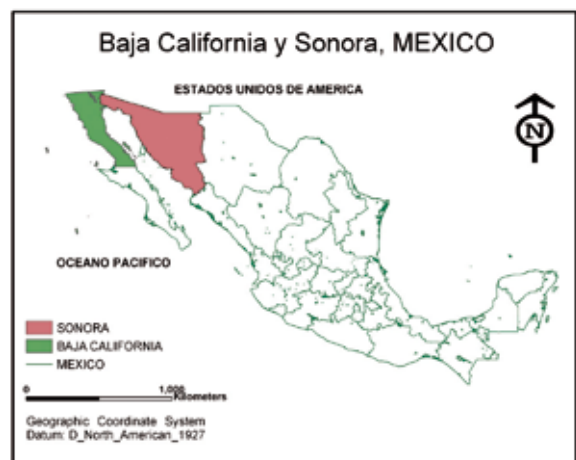 Baja California y Sonora, MEXICO
ESTADOS UNIDOS DE AMERICA
N
OCEANO PACIFICO
SONORA
BAJA CALIFORNIA
MEXICO
0 1,000
Kilometers
Geographic Coordinate System
Datum: D_North_American_1927